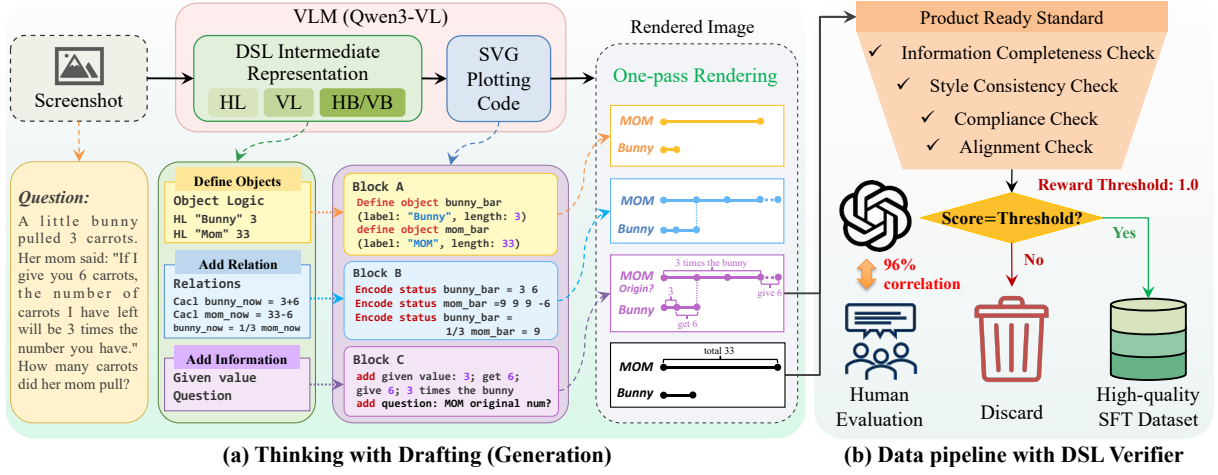 VLM (Qwen3-VL)
Screenshot
DSL Intermediate
Representation
HL
VL
HB/VB
SVG
Plotting
Code
Question:
A little bunny
pulled 3 carrots.
Her mom said: "If I
give you 6 carrots,
the number of
carrots I have left
will be 3 times the
number you have."
How many carrots
did her mom pull?
Define Objects
Object Logic
HL "Bunny" 3
HL "Mom" 33
Add Relation
Relations
Cacl bunny_now = 3+6
Cacl mom_now = 33-6
bunny_now = 1/3 mom_now
Add Information
Given value
Question
Block A
Define object bunny_bar
(label: "Bunny", length: 3)
define object mom_bar
(label: "MOM", length: 33)
Block B
Encode status bunny_bar = 3 6
Encode status mom_bar =9 9 9 -6
Encode status bunny_bar =
1/3 mom_bar = 9
Block C
add given value: 3; get 6;
give 6; 3 times the bunny
add question: MOM original num?
Rendered Image
One-pass Rendering
MOM
Bunny
MOM
Bunny
3 times the bunny
MOM
Origin?
give 6
3
Bunny
get 6
total 33
MOM
Bunny
(a) Thinking with Drafting (Generation)
Product Ready Standard
✓ Information Completeness Check
✓ Style Consistency Check
✓ Compliance Check
✓ Alignment Check
Reward Threshold: 1.0
Score=Threshold?
Yes
No
96%
correlation
Human
Evaluation
Discard
High-quality
SFT Dataset
(b) Data pipeline with DSL Verifier